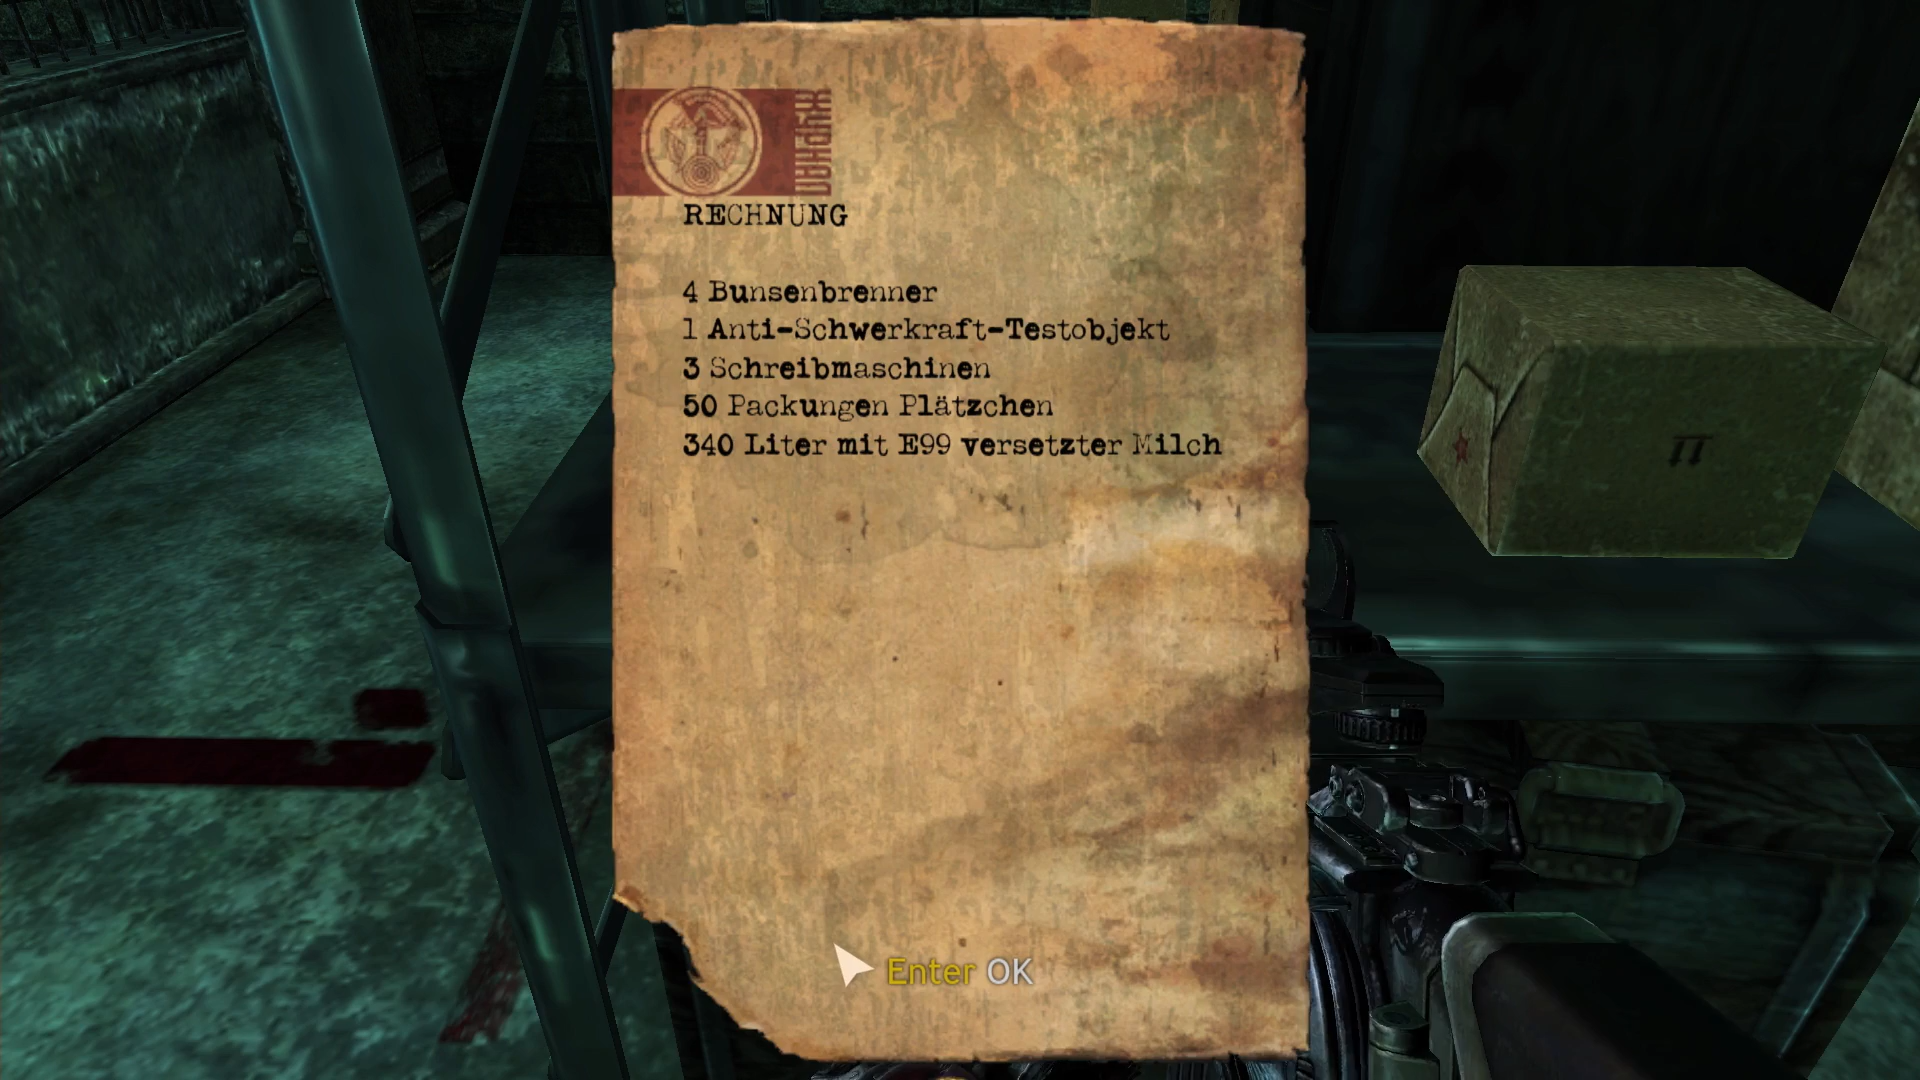 RECHNUNG
4 Bunsenbrenner
1 Anti-Schwerkraft-Testobjekt
3 Schreibmaschinen
50 Packungen Plätzchen
340 Liter mit E99 versetzter Milch
Enter OK